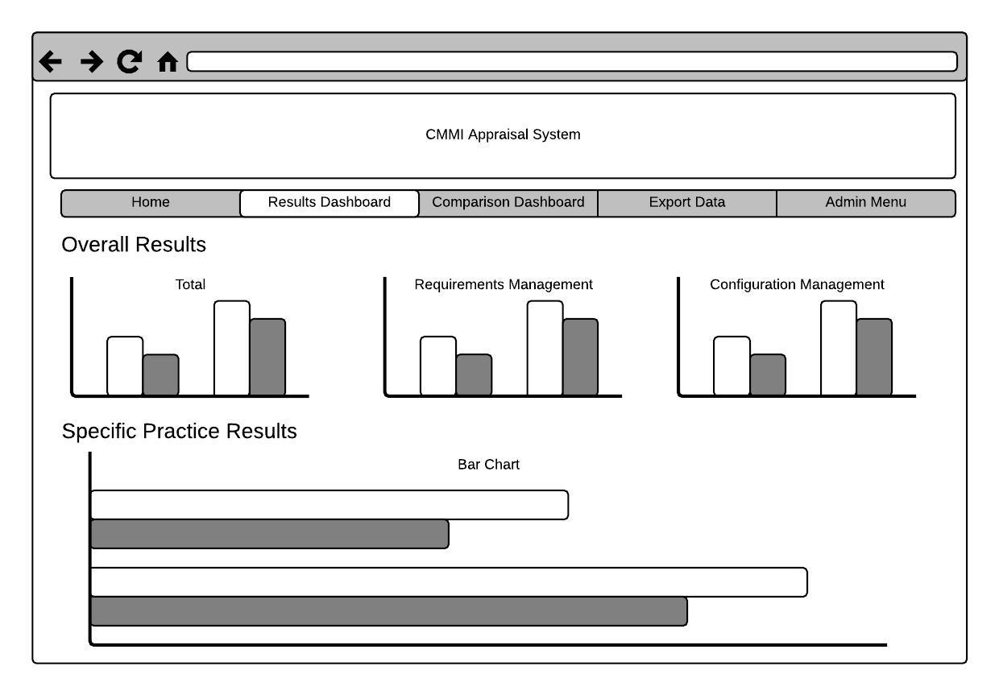 CMMI Appraisal System
Home
Results Dashboard
Comparison Dashboard
Export Data
Admin Menu
Overall Results
Total
Requirements Management
Configuration Management
Specific Practice Results
Bar Chart